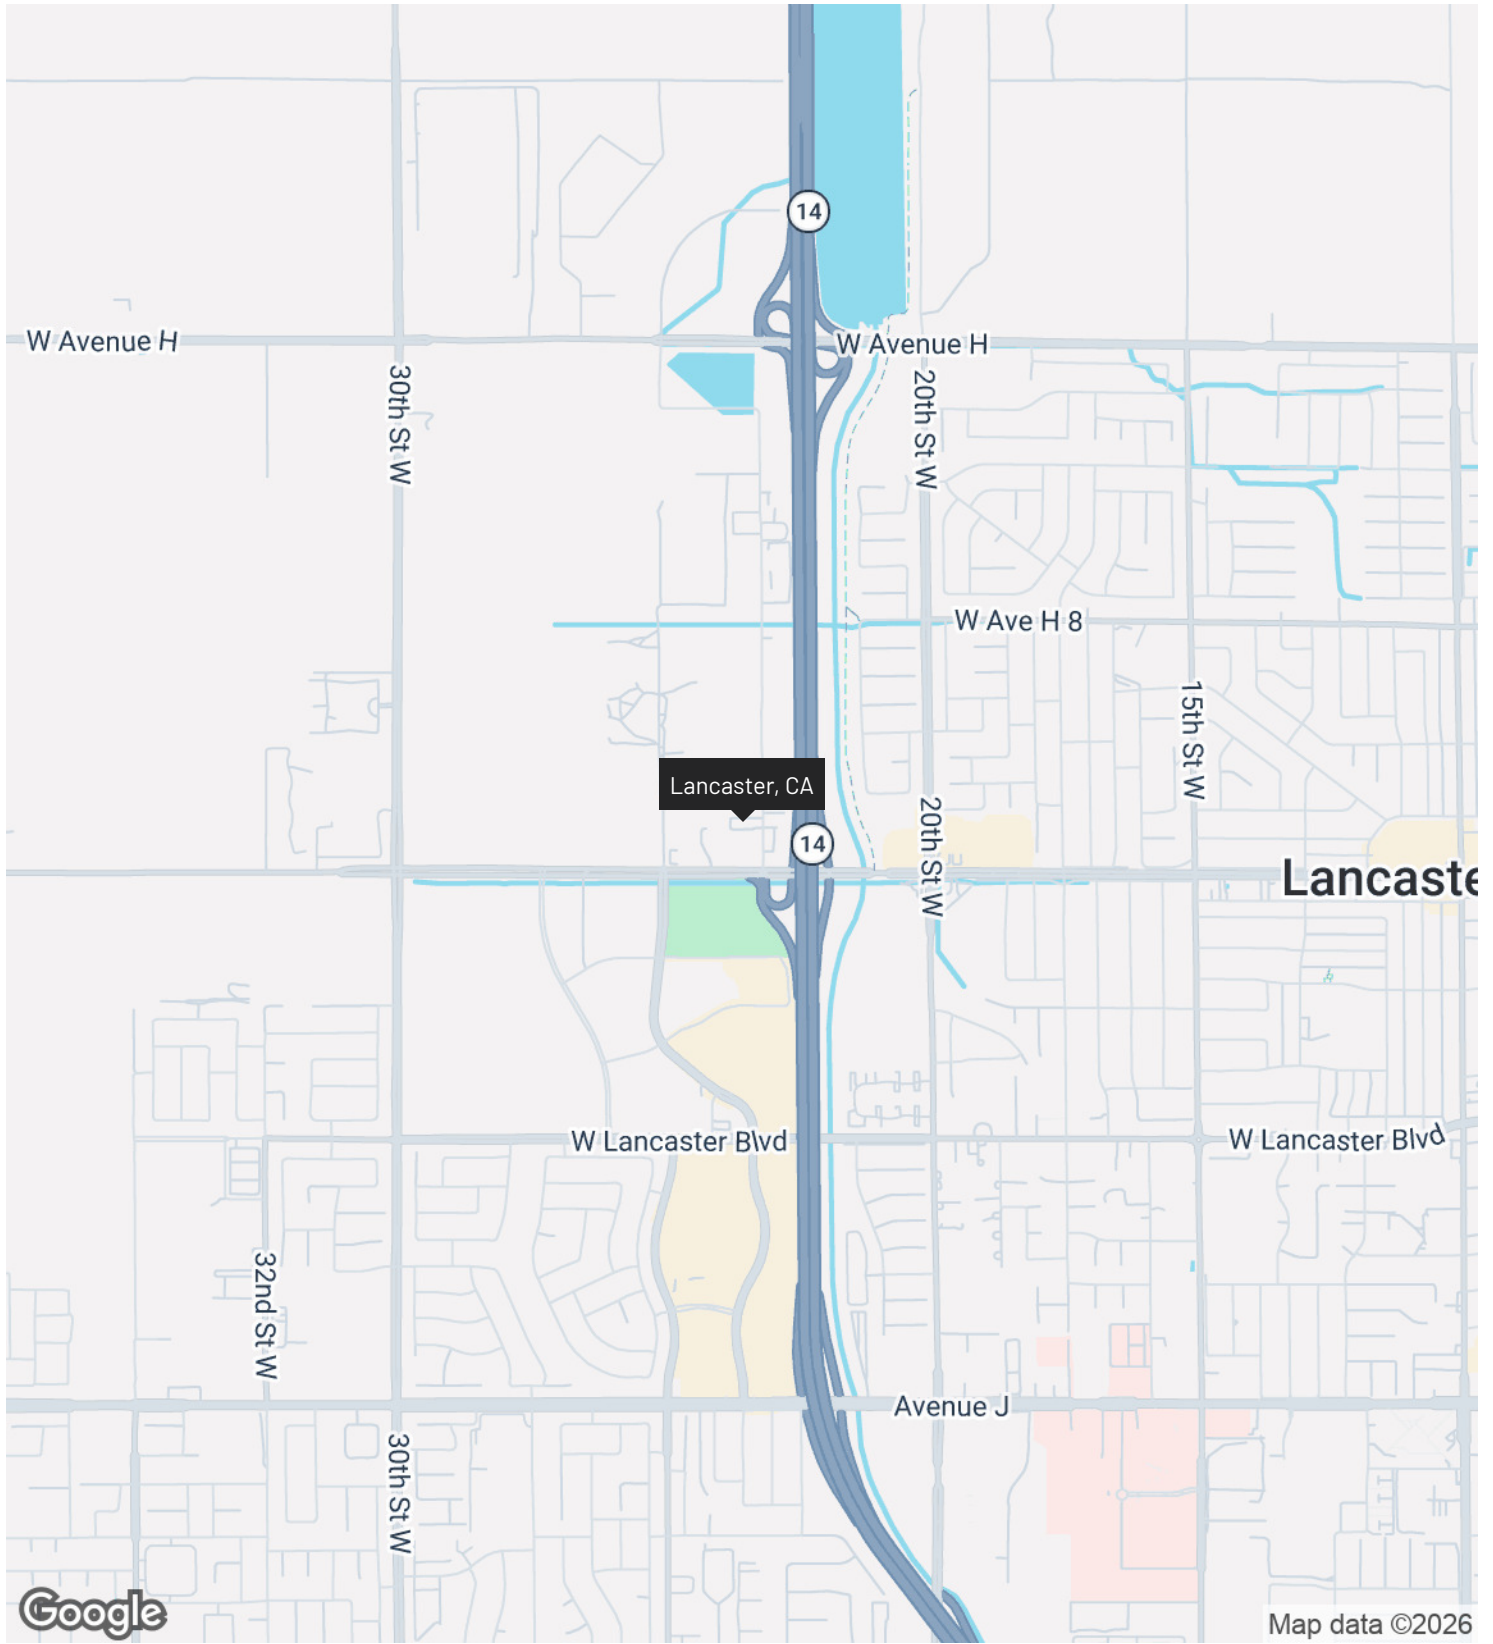 14
W Avenue H
W Avenue H
30th St W
20th St W
W Ave H 8
15th St W
Lancaster, CA
20th St W
14
Lancaste
W Lancaster Blvd
W Lancaster Blvd
32nd St W
Avenue J
30th St W
Google
Map data ©2026